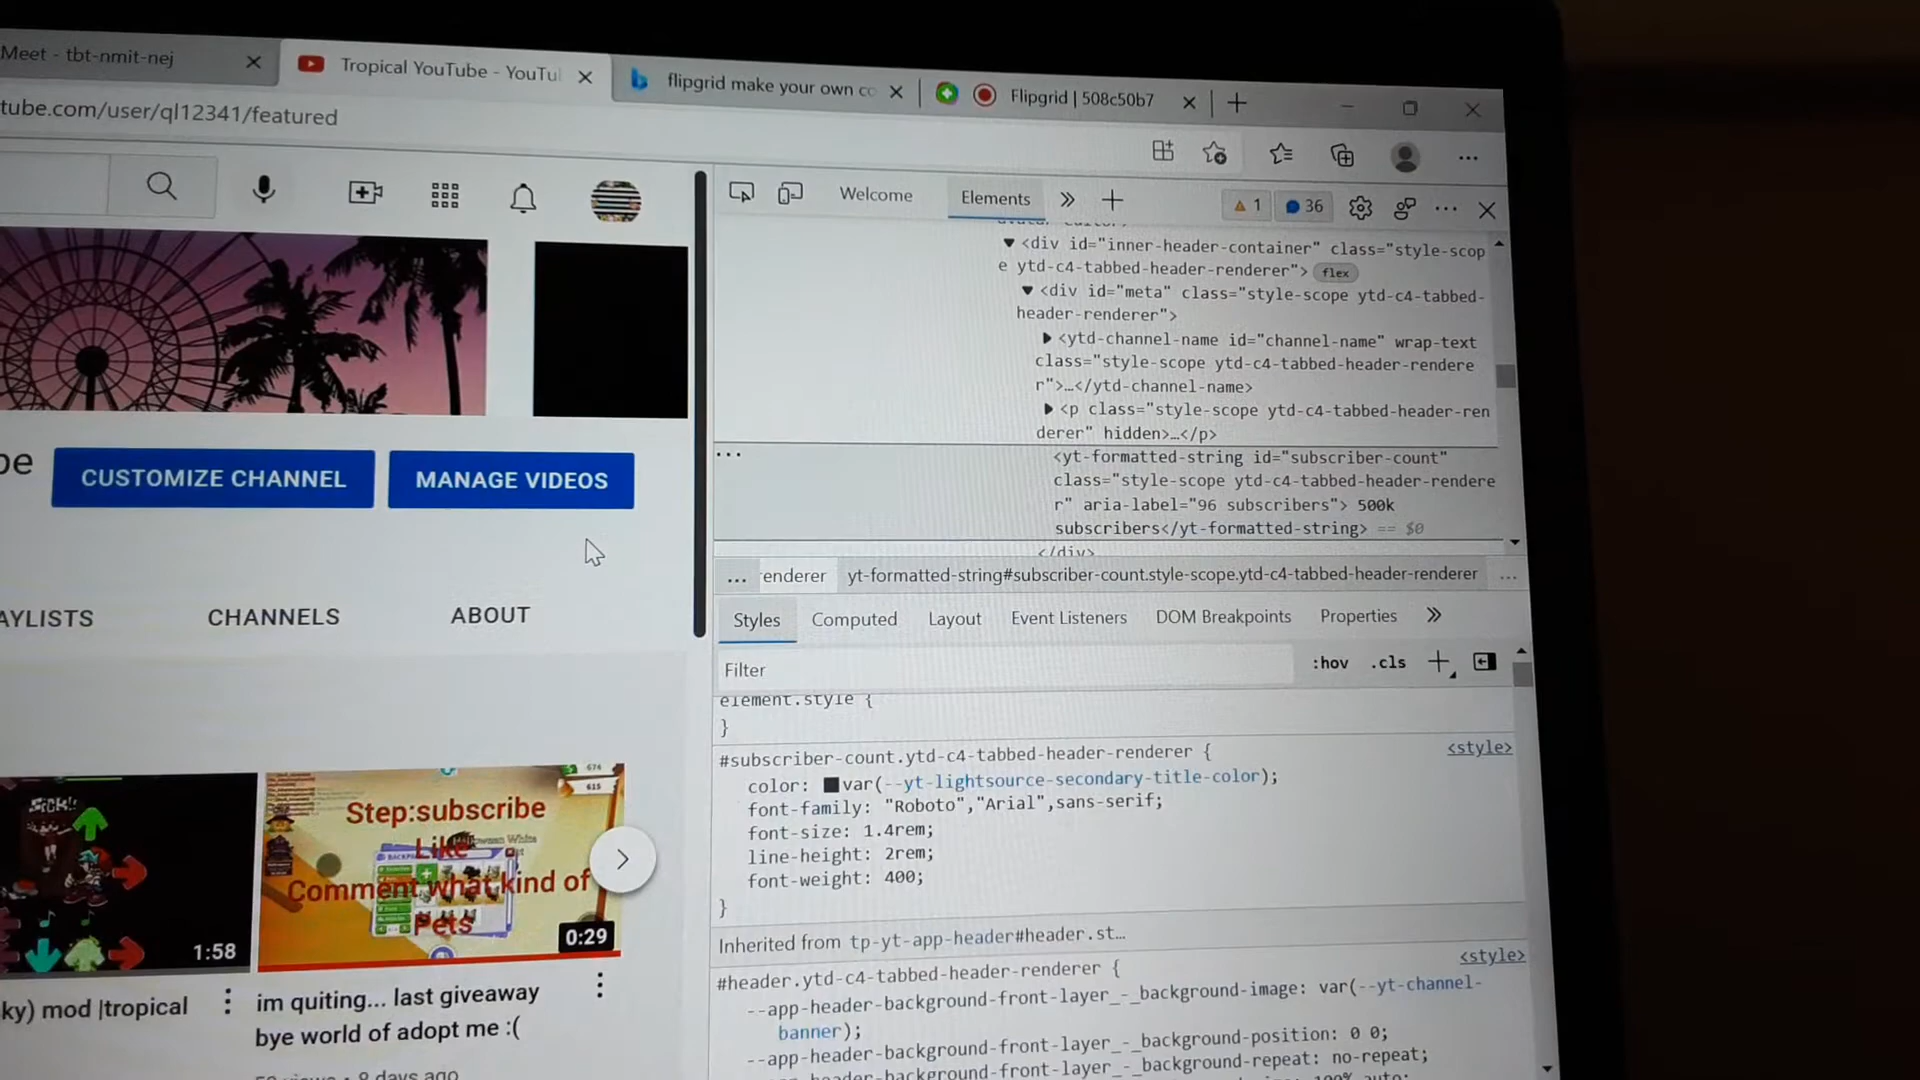 Meet - tbt-nmit-nej
Tropical YouTube - YouTu
flipgrid make your own co
Flipgrid | 508c50b7
tube.com/user/ql12341/featured
Welcome
Elements
1
36
<div id="inner-header-container" class="style-scop
e ytd-c4-tabbed-header-renderer"> flex
<div id="meta" class="style-scope ytd-c4-tabbed-
header-renderer">
<ytd-channel-name id="channel-name" wrap-text
class="style-scope ytd-c4-tabbed-header-rendere
r">…</ytd-channel-name>
<p class="style-scope ytd-c4-tabbed-header-ren
derer" hidden>…</p>
<yt-formatted-string id="subscriber-count"
class="style-scope ytd-c4-tabbed-header-rendere
r" aria-label="96 subscribers"> 500k
subscribers</yt-formatted-string> == $0
</div>
... renderer yt-formatted-string#subscriber-count.style-scope.ytd-c4-tabbed-header-renderer ...
Styles Computed Layout Event Listeners DOM Breakpoints Properties
Filter
:hov .cls
element.style {
}
#subscriber-count.ytd-c4-tabbed-header-renderer { <style>
color: var(--yt-lightsource-secondary-title-color);
font-family: "Roboto","Arial",sans-serif;
font-size: 1.4rem;
line-height: 2rem;
font-weight: 400;
}
Inherited from tp-yt-app-header#header.st…
#header.ytd-c4-tabbed-header-renderer { <style>
--app-header-background-front-layer_-_background-image: var(--yt-channel-
banner);
--app-header-background-front-layer_-_background-position: 0 0;
--app-header-background-front-layer_-_background-repeat: no-repeat;
100% auto;
be
CUSTOMIZE CHANNEL
MANAGE VIDEOS
AYLISTS
CHANNELS
ABOUT
SICK!!
1:58
674
615
Step:subscribe
Like
Comment what kind of
Pets
0:29
ky) mod |tropical
im quiting... last giveaway
bye world of adopt me :(
9 days ago